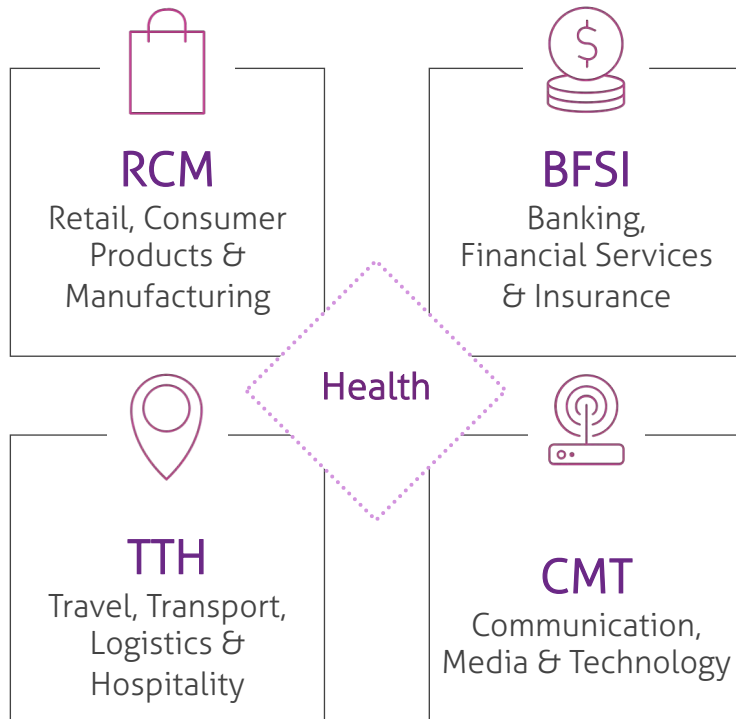 RCM
Retail, Consumer
Products &
Manufacturing
$
BFSI
Banking,
Financial Services
& Insurance
Health
TTH
Travel, Transport,
Logistics &
Hospitality
CMT
Communication,
Media & Technology